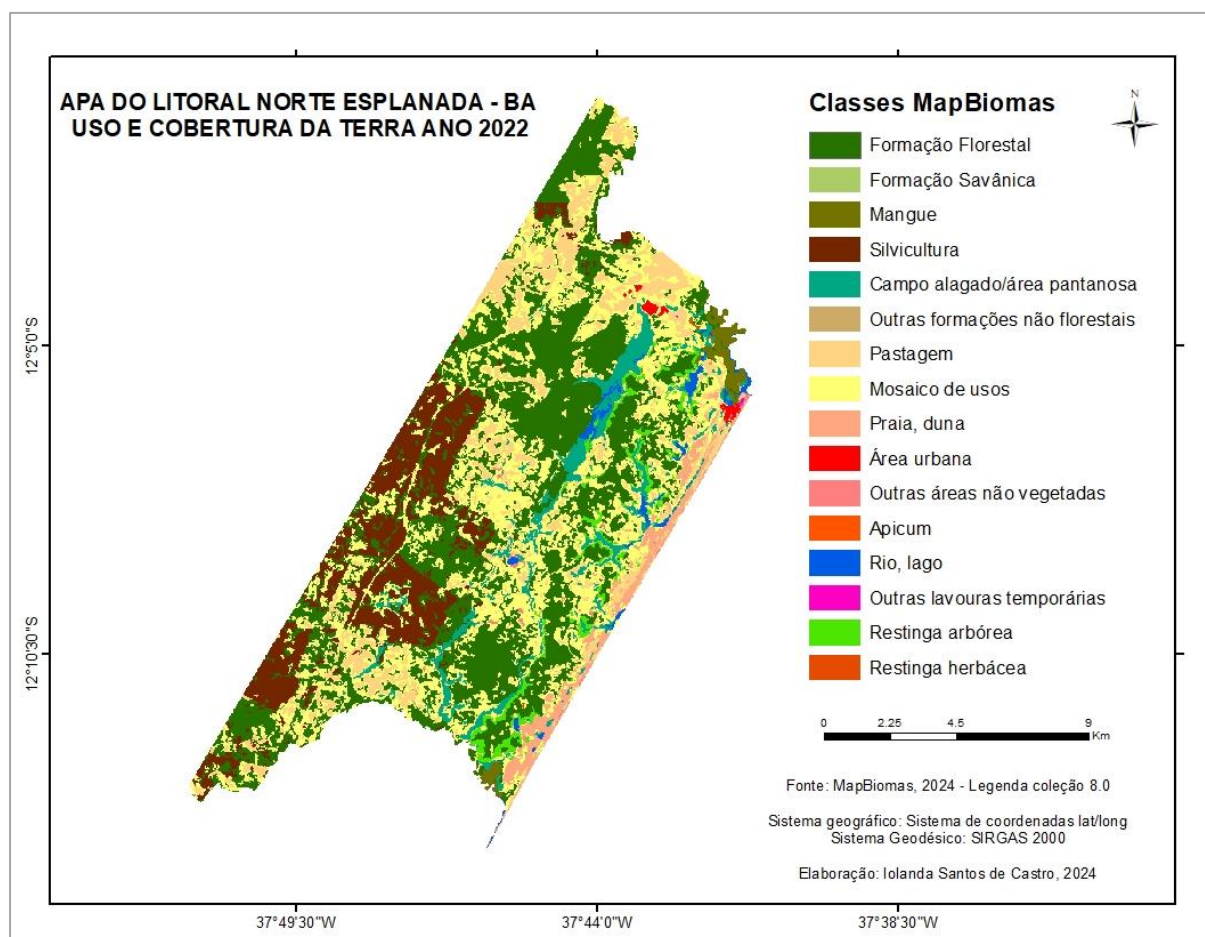 APA DO LITORAL NORTE ESPLANADA - BA
USO E COBERTURA DA TERRA ANO 2022
Classes MapBiomas
N
Formação Florestal
Formação Savânica
Mangue
Silvicultura
Campo alagado/área pantanosa
Outras formações não florestais
Pastagem
Mosaico de usos
Praia, duna
Área urbana
Outras áreas não vegetadas
Apicum
Rio, lago
Outras lavouras temporárias
Restinga arbórea
Restinga herbácea
0 2.25 4.5 9
Km
Fonte: MapBiomas, 2024 - Legenda coleção 8.0
Sistema geográfico: Sistema de coordenadas lat/long
Sistema Geodésico: SIRGAS 2000
Elaboração: Iolanda Santos de Castro, 2024
12°5'0"S
12°10'30"S
37°49'30"W 37°44'0"W 37°38'30"W